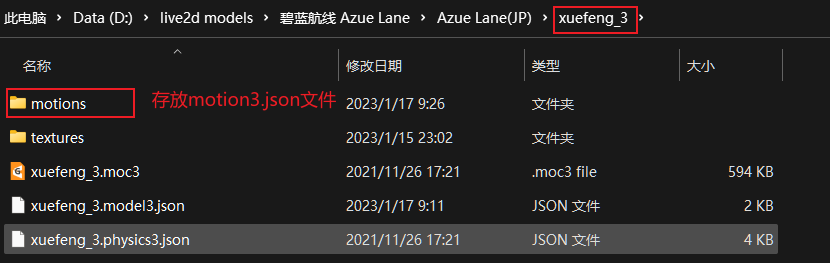 此电脑 > Data (D:) > live2d models > 碧蓝航线 Azue Lane > Azue Lane(JP) > xuefeng_3 >
名称 修改日期 类型 大小
motions 存放motion3.json文件 2023/1/17 9:26 文件夹
textures 2023/1/15 23:02 文件夹
xuefeng_3.moc3 2021/11/26 17:21 .moc3 file 594 KB
xuefeng_3.model3.json 2023/1/17 9:11 JSON 文件 2 KB
xuefeng_3.physics3.json 2021/11/26 17:21 JSON 文件 4 KB